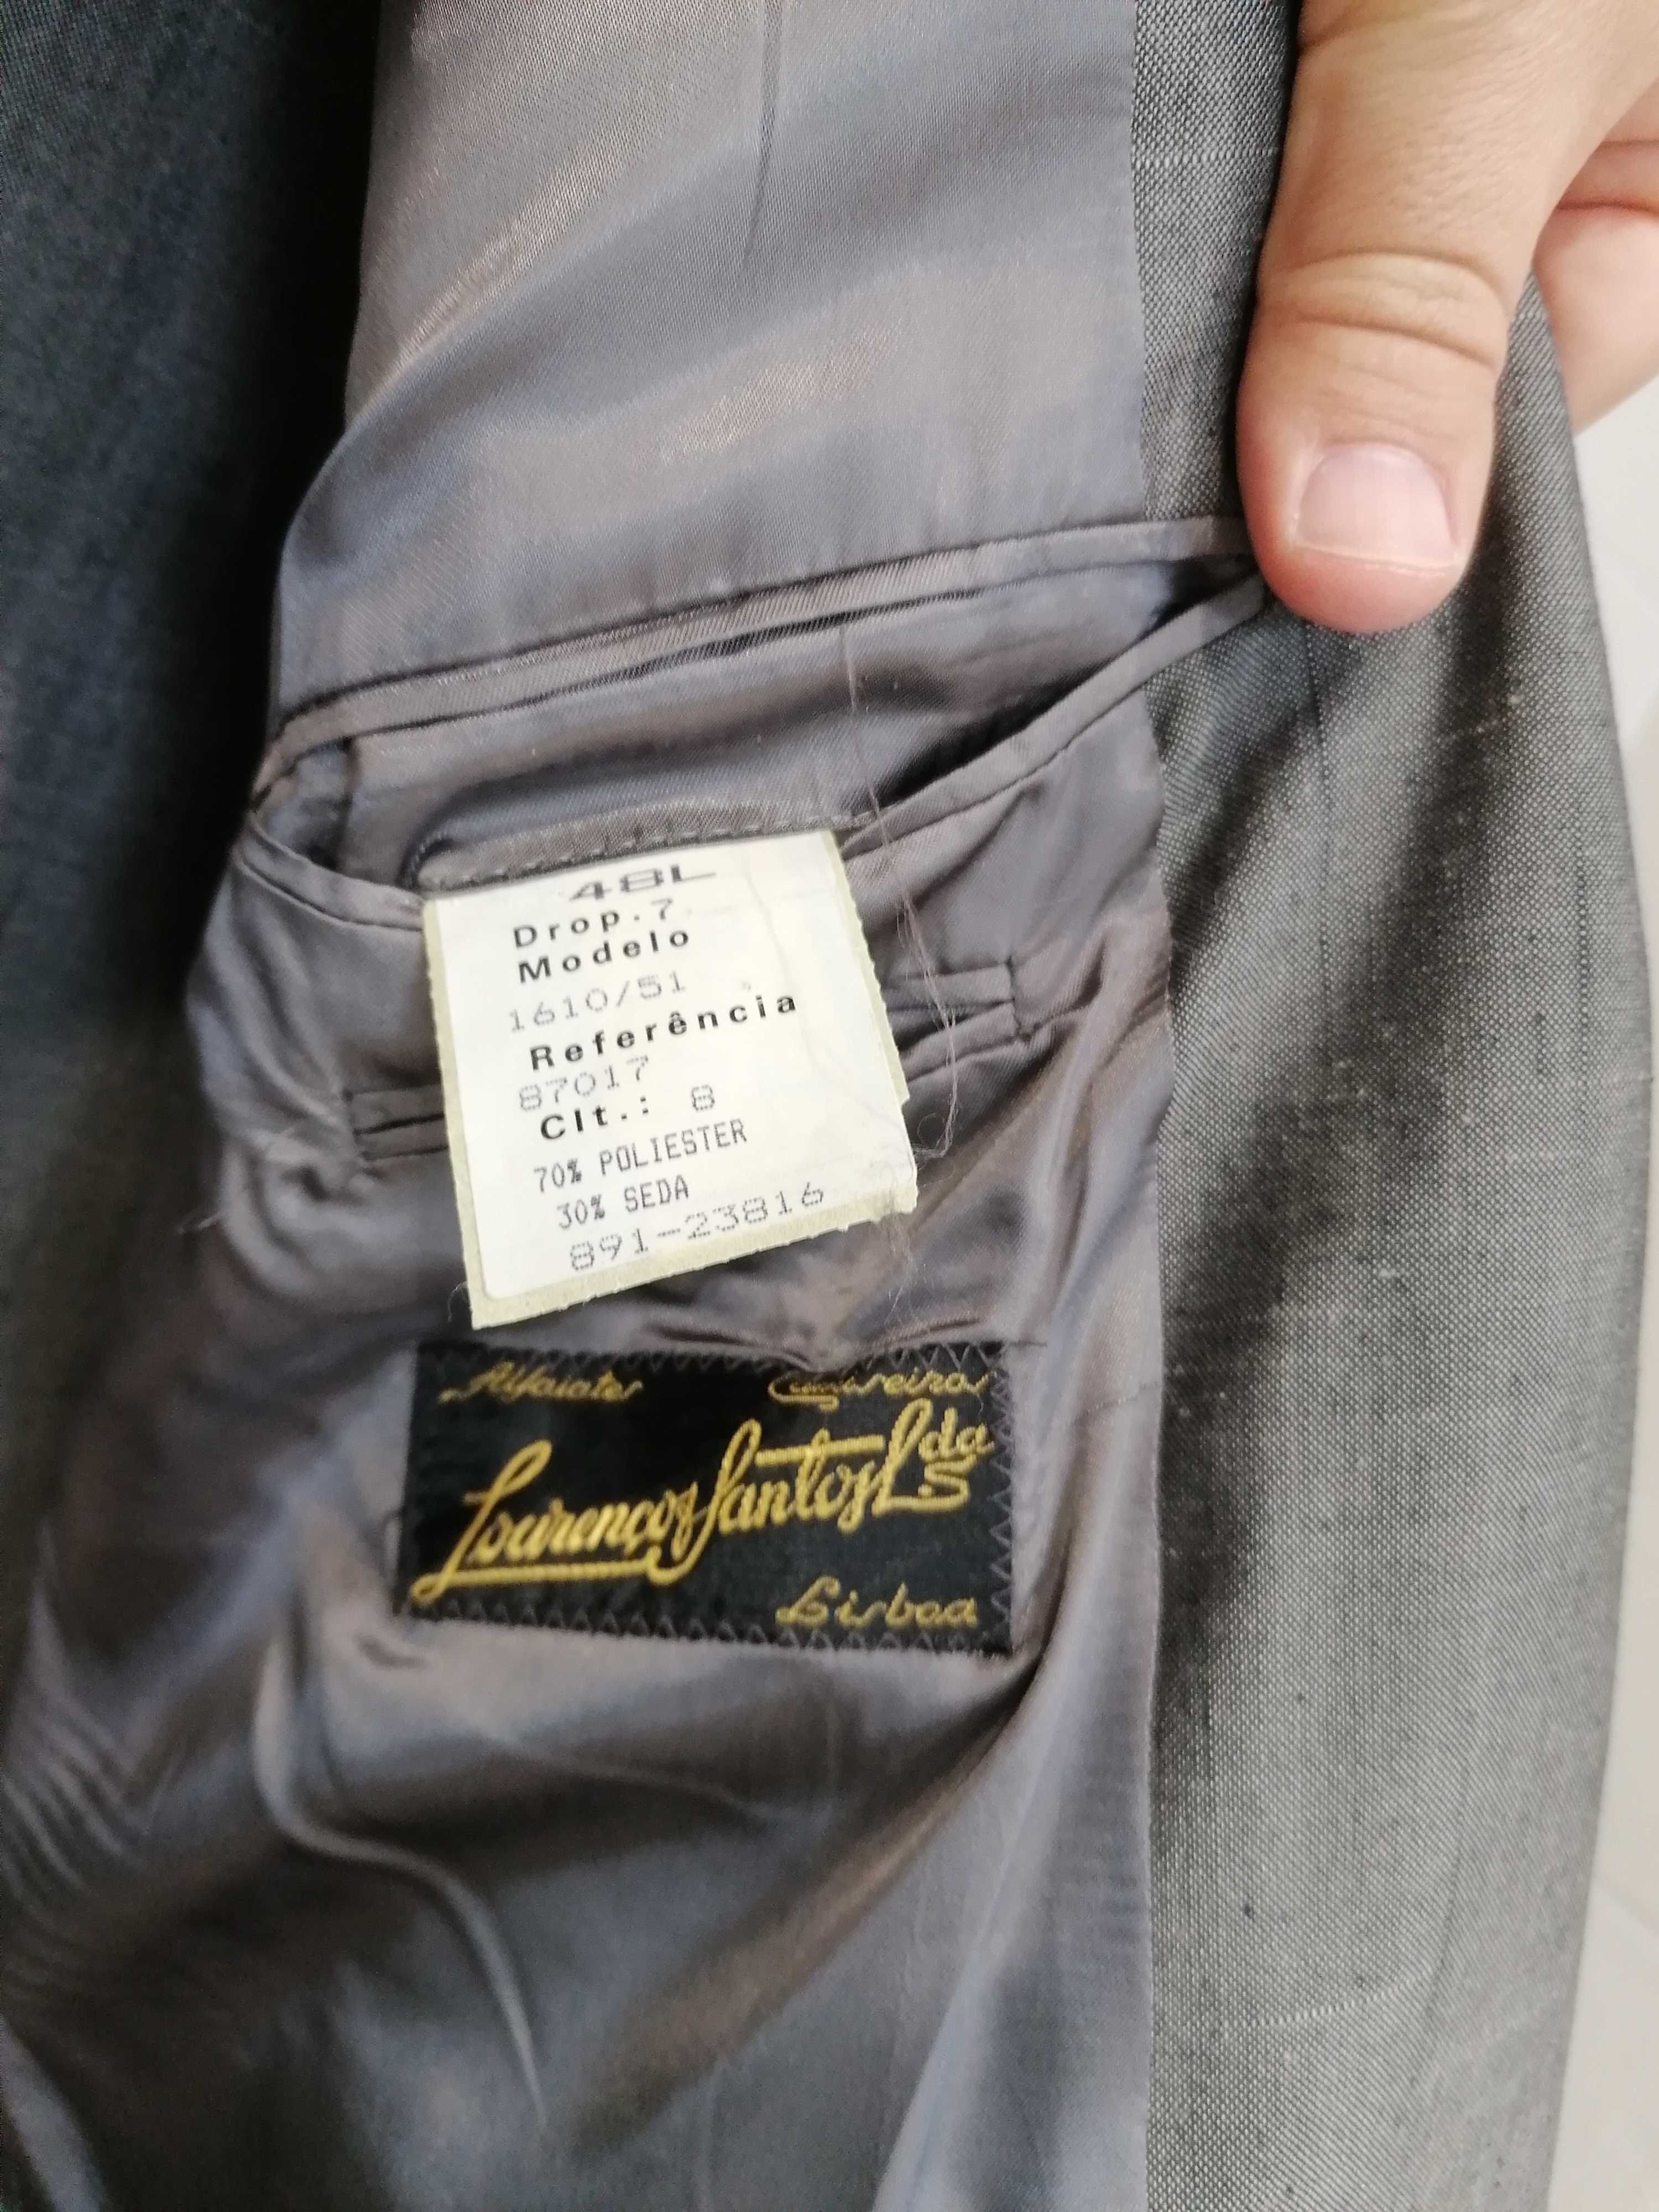 48L
Drop.7
Modelo
1610/51
Referência
87017
Clt.: 8
70% POLIESTER
30% SEDA
891-23816
Alfaiates Camiseiros
Lourenço & Santos Lda
Lisboa